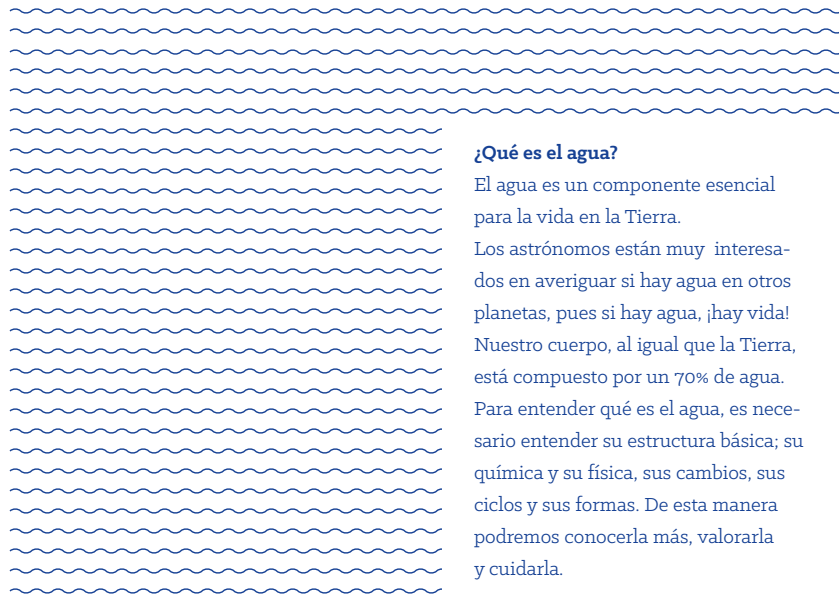 ¿Qué es el agua?
El agua es un componente esencial
para la vida en la Tierra.
Los astrónomos están muy  interesa-
dos en averiguar si hay agua en otros
planetas, pues si hay agua, ¡hay vida!
Nuestro cuerpo, al igual que la Tierra,
está compuesto por un 70% de agua.
Para entender qué es el agua, es nece-
sario entender su estructura básica; su
química y su física, sus cambios, sus
ciclos y sus formas. De esta manera
podremos conocerla más, valorarla
y cuidarla.